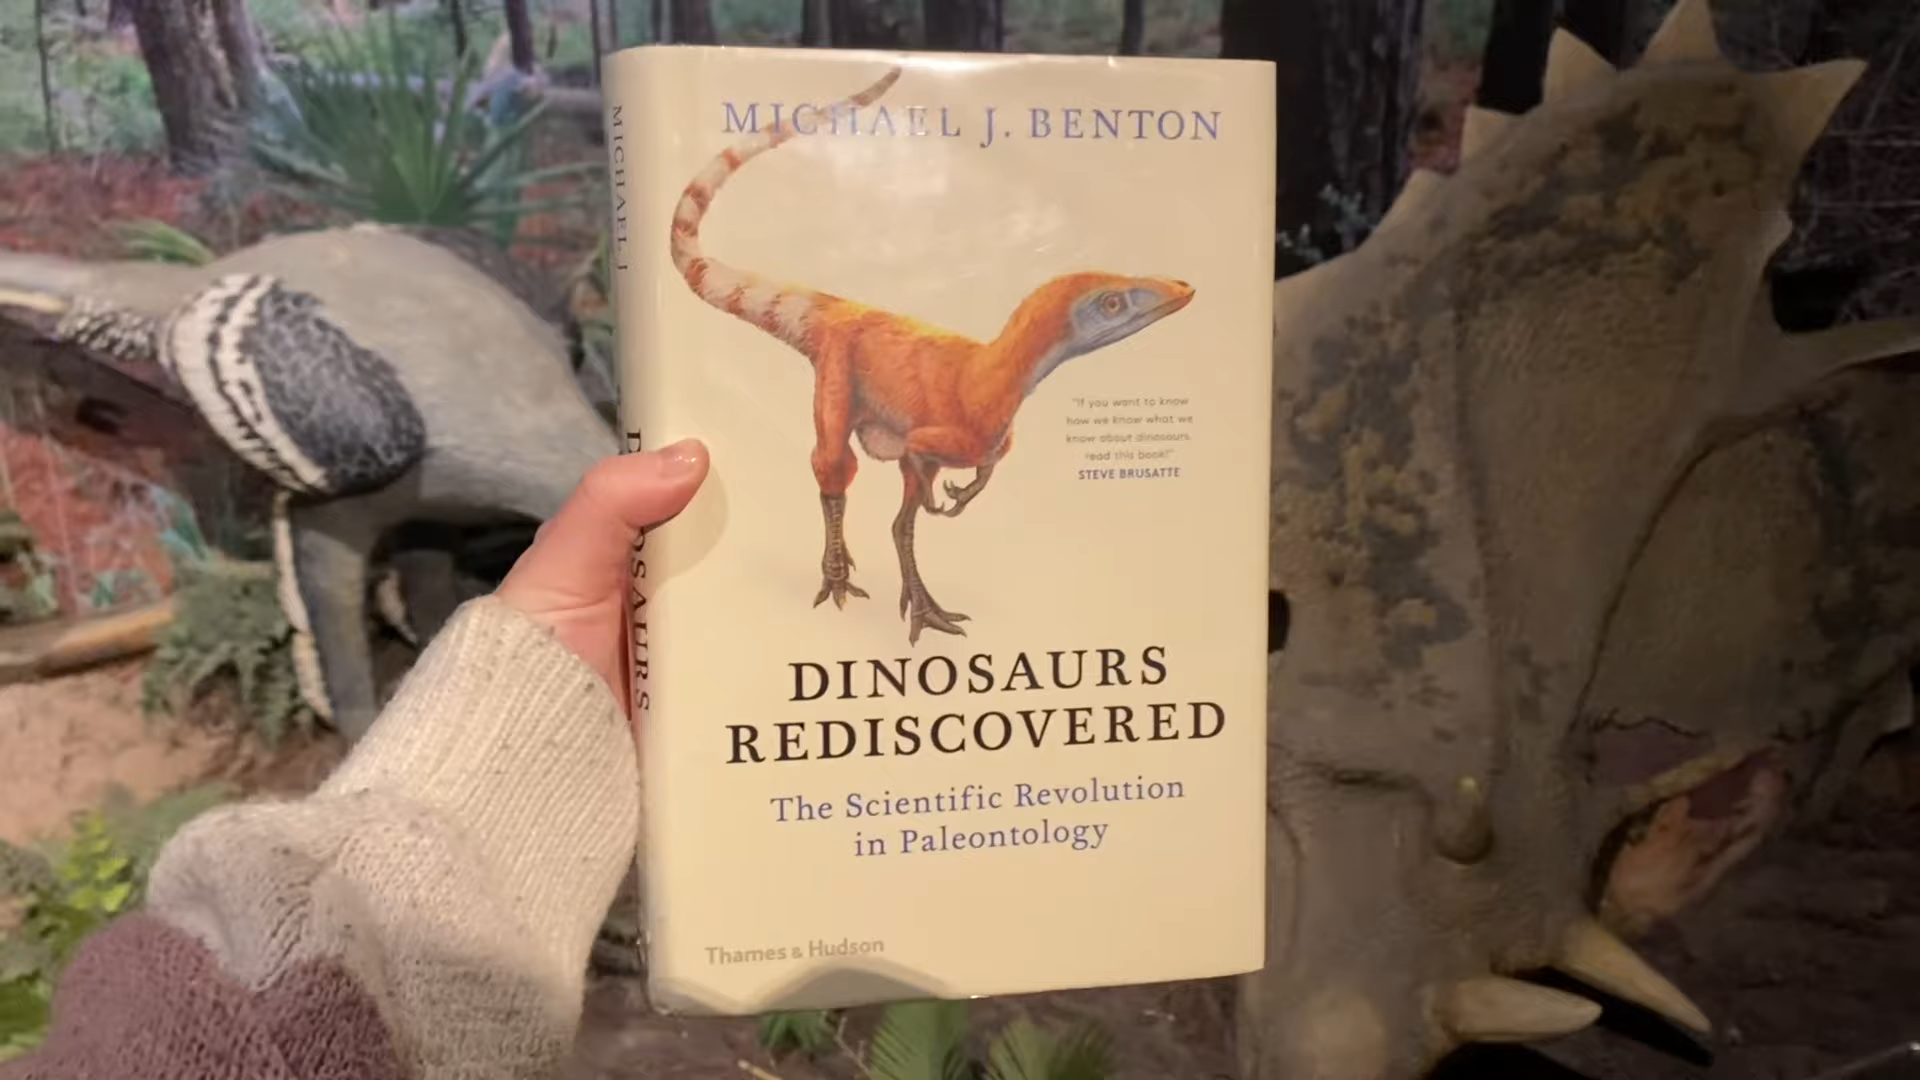 MICHAEL J. BENTON
"If you want to know
how we know what we
know about dinosaurs
read this book!"
STEVE BRUSATTE
DINOSAURS
REDISCOVERED
The Scientific Revolution
in Paleontology
Thames & Hudson
MICHAEL J